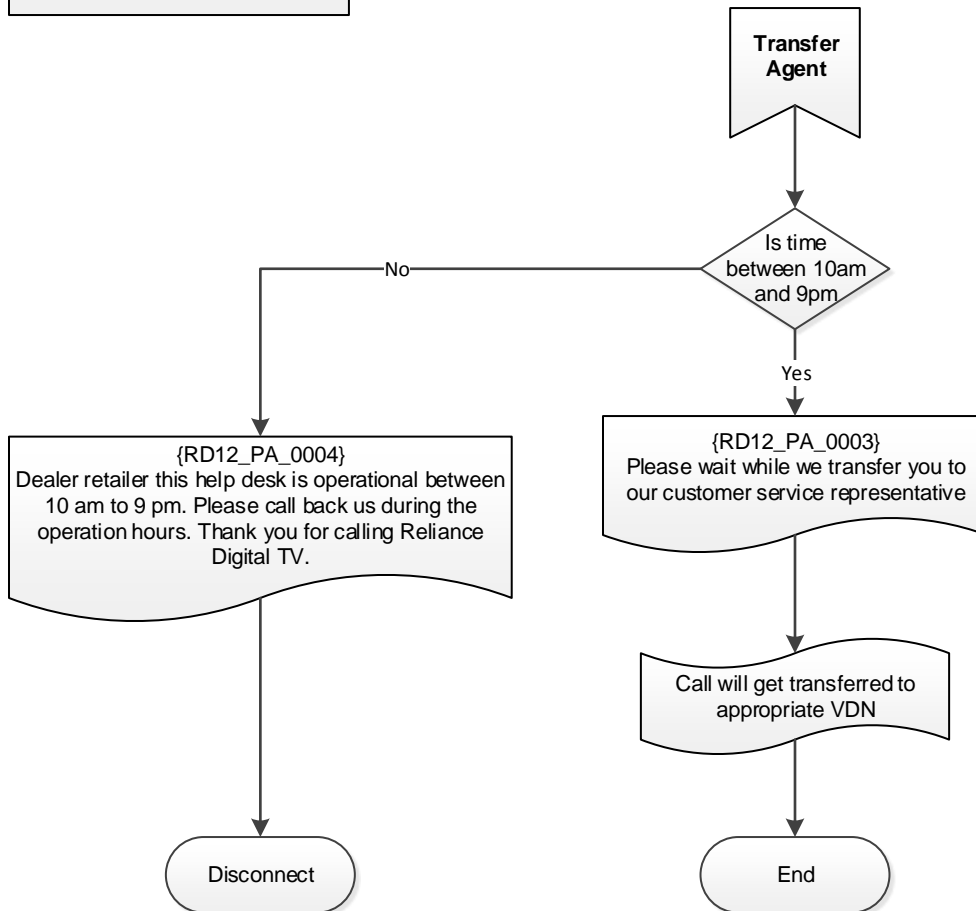 Transfer
Agent
Is time
between 10am
and 9pm
No
Yes
{RD12_PA_0004}
Dealer retailer this help desk is operational between
10 am to 9 pm. Please call back us during the
operation hours. Thank you for calling Reliance
Digital TV.
{RD12_PA_0003}
Please wait while we transfer you to
our customer service representative
Call will get transferred to
appropriate VDN
Disconnect
End